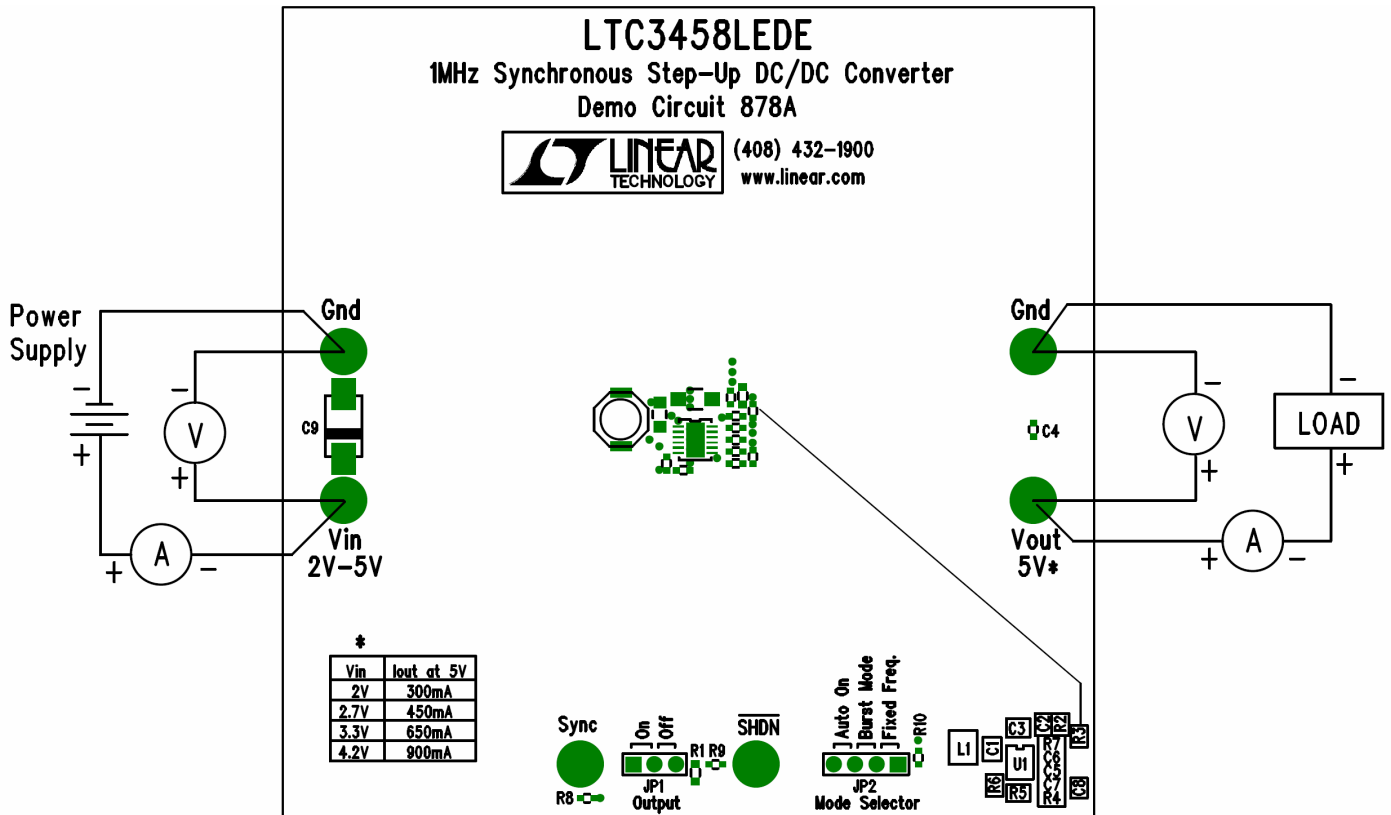 LTC3458LEDE
1MHz Synchronous Step-Up DC/DC Converter
Demo Circuit 878A
LINEAR
TECHNOLOGY
(408) 432-1900
www.linear.com
Power
Supply
Gnd
Gnd
-
-
-
-
C9
V
C4
V
LOAD
+
+
+
+
Vin
2V-5V
Vout
5V*
+ A -
+ A -
*
Vin Iout at 5V
2V 300mA
2.7V 450mA
3.3V 650mA
4.2V 900mA
Sync
On
Off
R1
R9
SHDN
Auto On
Burst Mode
Fixed Freq.
R10
R8
JP1
Output
JP2
Mode Selector
L1
C1
C3
C2
R2
R3
U1
R7
C6
C5
C7
R4
R6
R5
C8